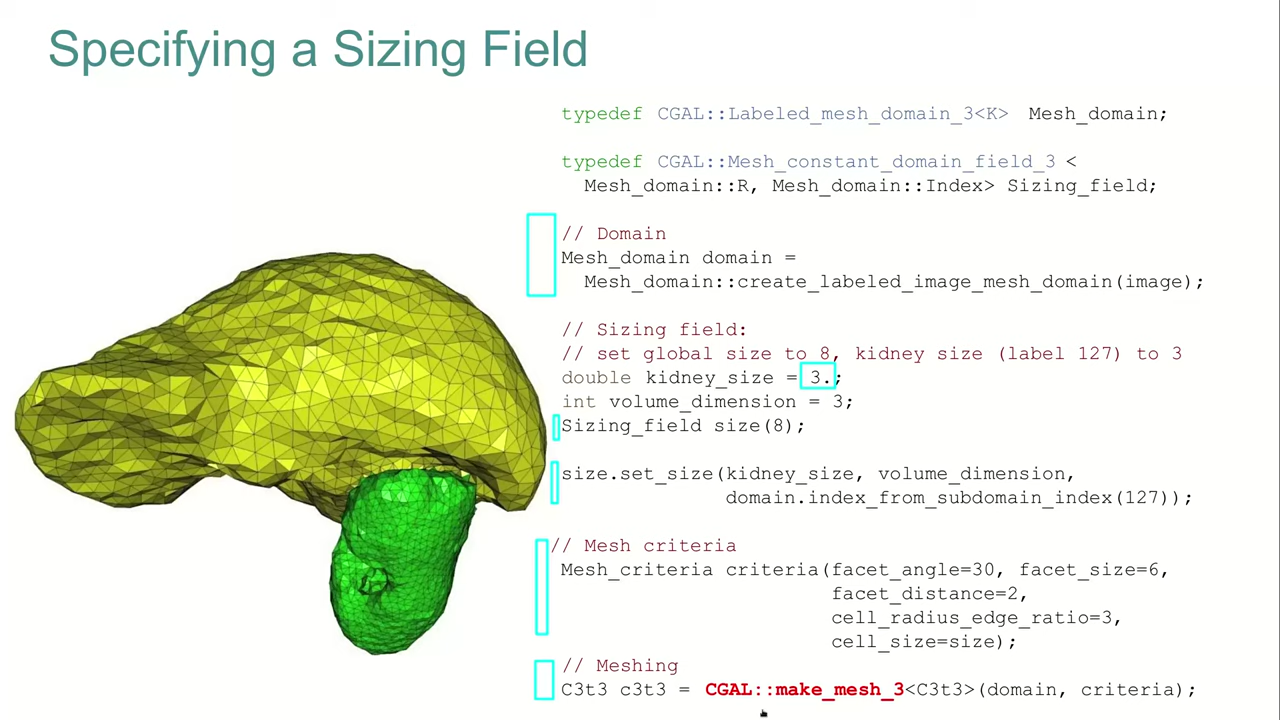 Specifying a Sizing Field
typedef CGAL::Labeled_mesh_domain_3<K> Mesh_domain;
typedef CGAL::Mesh_constant_domain_field_3 <
Mesh_domain::R, Mesh_domain::Index> Sizing_field;
// Domain
Mesh_domain domain =
Mesh_domain::create_labeled_image_mesh_domain(image);
// Sizing field:
// set global size to 8, kidney size (label 127) to 3
double kidney_size = 3.;
int volume_dimension = 3;
Sizing_field size(8);
size.set_size(kidney_size, volume_dimension,
domain.index_from_subdomain_index(127));
// Mesh criteria
Mesh_criteria criteria(facet_angle=30, facet_size=6,
facet_distance=2,
cell_radius_edge_ratio=3,
cell_size=size);
// Meshing
C3t3 c3t3 = CGAL::make_mesh_3<C3t3>(domain, criteria);